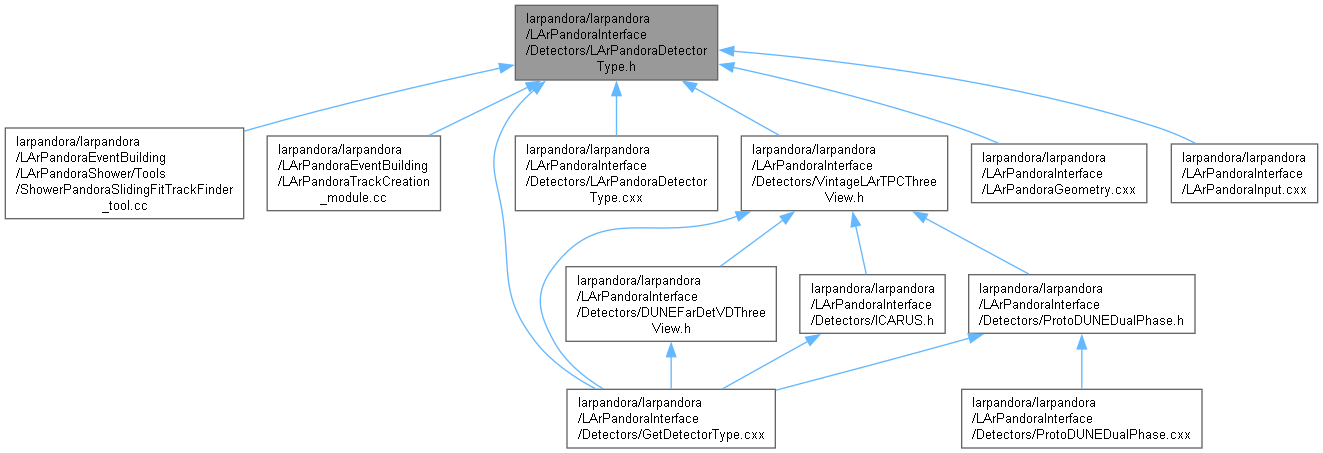 larpandora/larpandora
/LArPandoraInterface
/Detectors/LArPandoraDetector
Type.h
larpandora/larpandora
/LArPandoraEventBuilding
/LArPandoraShower/Tools
/ShowerPandoraSlidingFitTrackFinder
_tool.cc
larpandora/larpandora
/LArPandoraEventBuilding
/LArPandoraTrackCreation
_module.cc
larpandora/larpandora
/LArPandoraInterface
/Detectors/LArPandoraDetector
Type.cxx
larpandora/larpandora
/LArPandoraInterface
/Detectors/VintageLArTPCThree
View.h
larpandora/larpandora
/LArPandoraInterface
/LArPandoraGeometry.cxx
larpandora/larpandora
/LArPandoraInterface
/LArPandoraInput.cxx
larpandora/larpandora
/LArPandoraInterface
/Detectors/DUNEFarDetVDThree
View.h
larpandora/larpandora
/LArPandoraInterface
/Detectors/ICARUS.h
larpandora/larpandora
/LArPandoraInterface
/Detectors/ProtoDUNEDualPhase.h
larpandora/larpandora
/LArPandoraInterface
/Detectors/GetDetectorType.cxx
larpandora/larpandora
/LArPandoraInterface
/Detectors/ProtoDUNEDualPhase.cxx